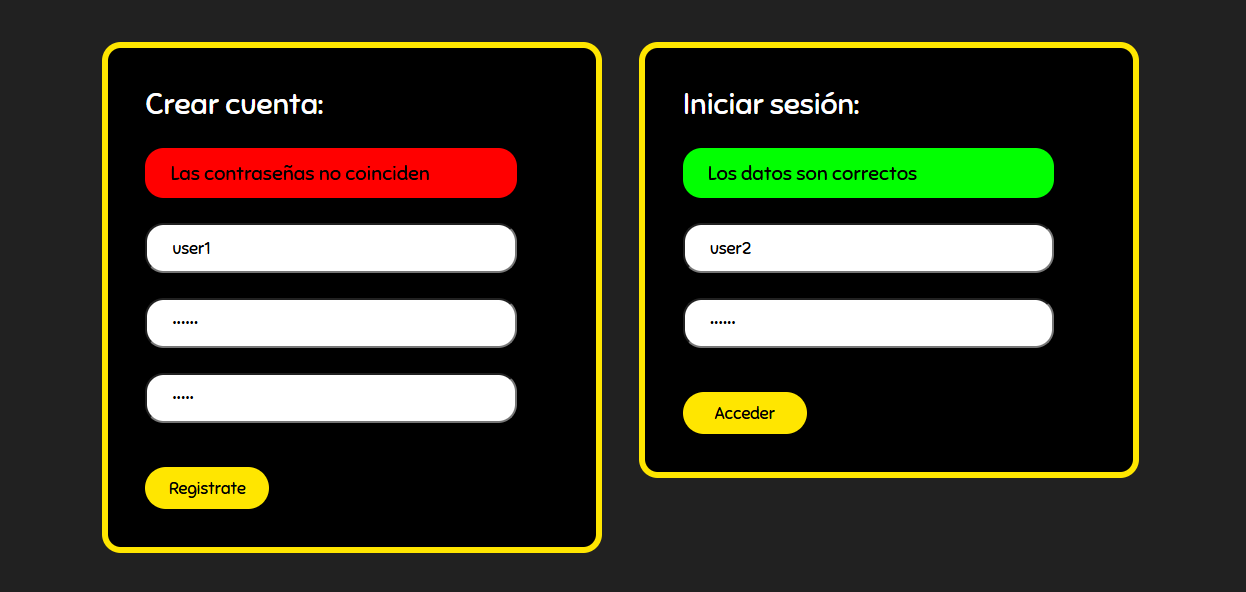 Crear cuenta:
Las contraseñas no coinciden
user1
••••••
•••••
Registrate
Iniciar sesión:
Los datos son correctos
user2
••••••
Acceder